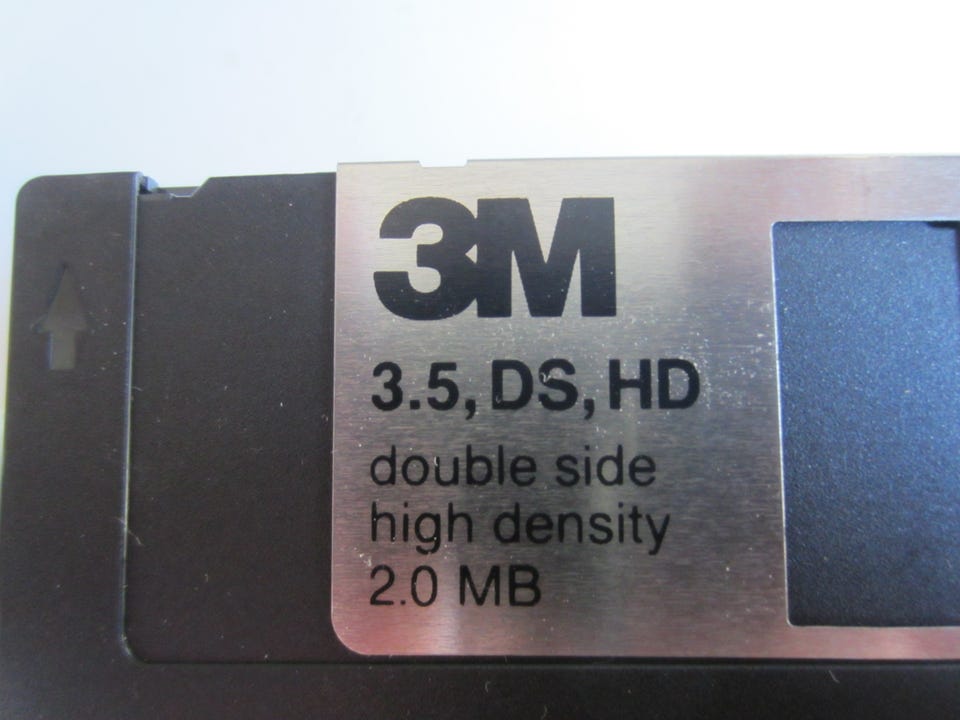 3M
3.5, DS, HD
double side
high density
2.0 MB